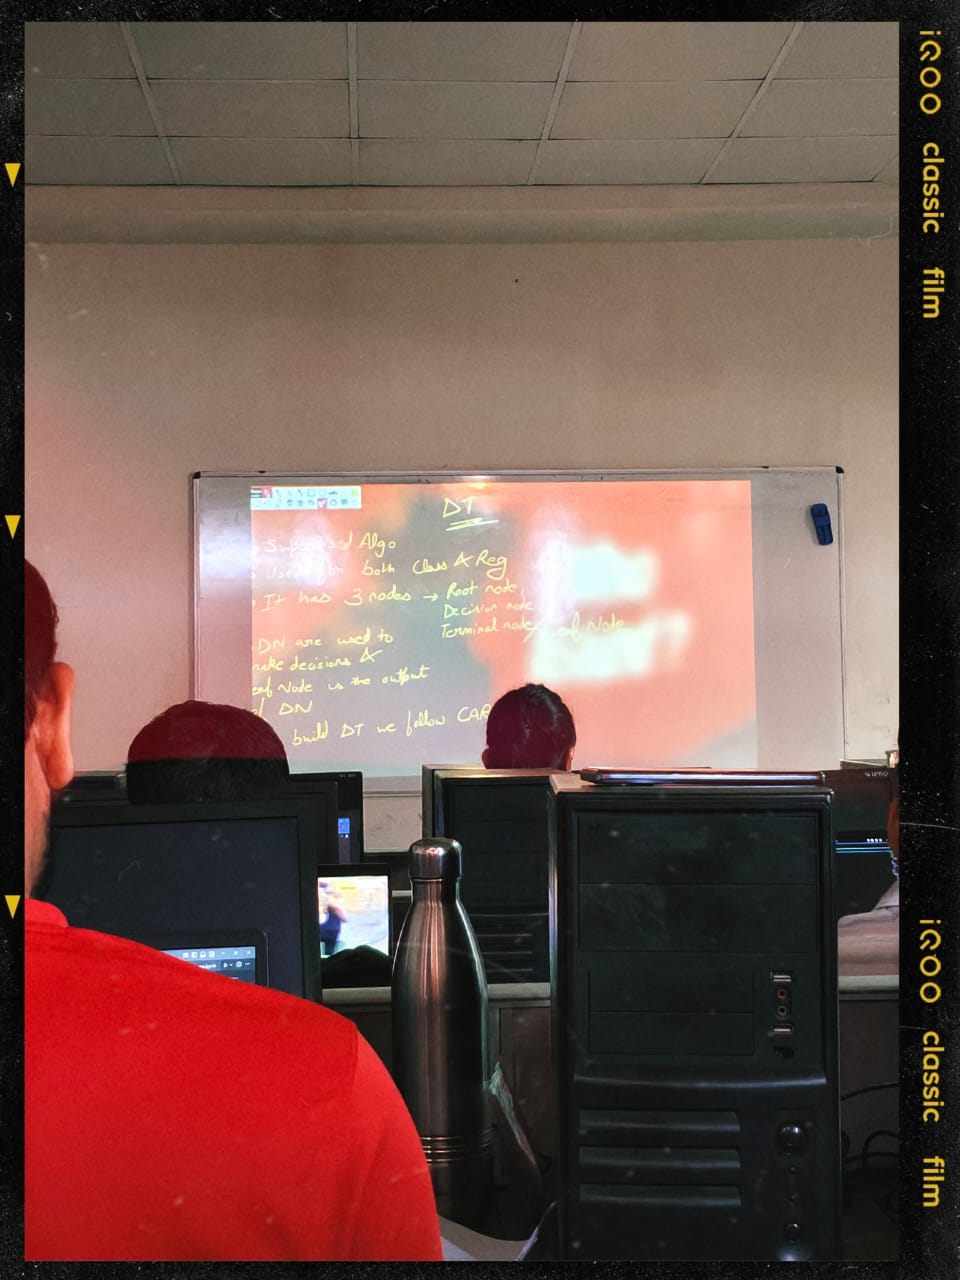 DT
Supervised Algo
Used for both Class & Reg
It has 3 nodes → Root node,
Decision node
Terminal node/Leaf Node
DN are used to
make decisions &
leaf Node is the output
of DN
build DT we follow CAR
WIPRO
iQOO classic film
iQOO classic film